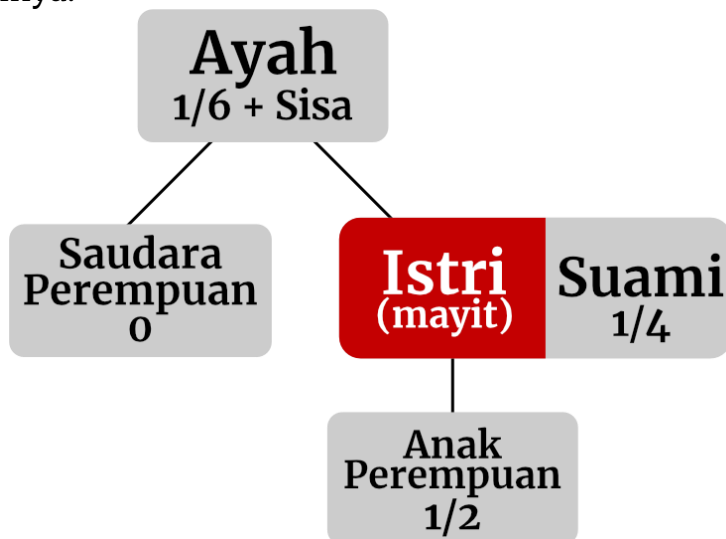 Ayah
1/6 + Sisa
Saudara
Perempuan
0
Istri
(mayit)
Suami
1/4
Anak
Perempuan
1/2